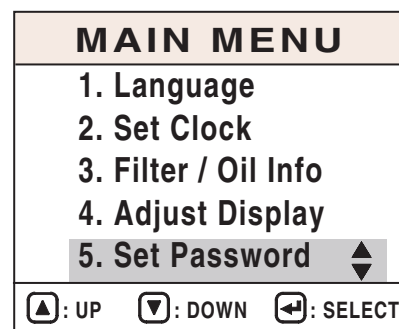 MAIN MENU
1. Language
2. Set Clock
3. Filter / Oil Info
4. Adjust Display
5. Set Password
: UP : DOWN : SELECT